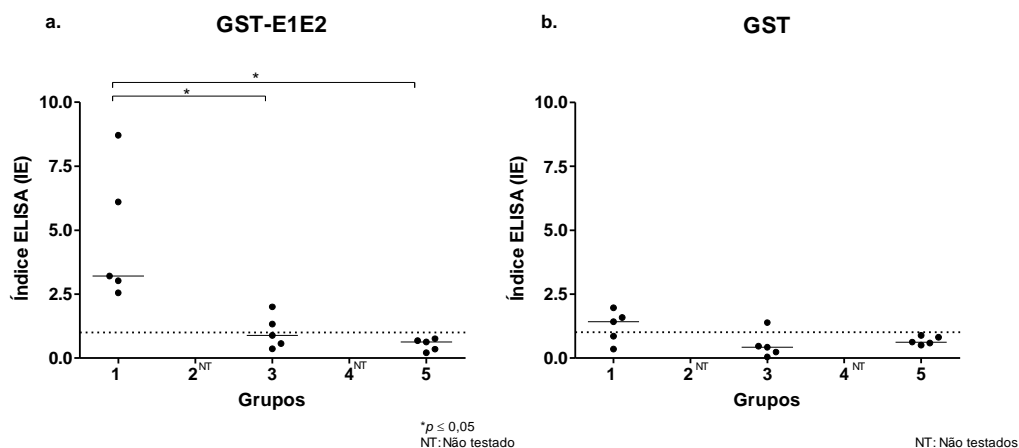 a.
GST-E1E2
*
*
10.0
7.5
5.0
2.5
0.0
Índice ELISA (IE)
1
2NT
3
4NT
5
Grupos
*p ≤ 0,05
NT: Não testado
b.
GST
10.0
7.5
5.0
2.5
0.0
Índice ELISA (IE)
1
2NT
3
4NT
5
Grupos
NT: Não testados